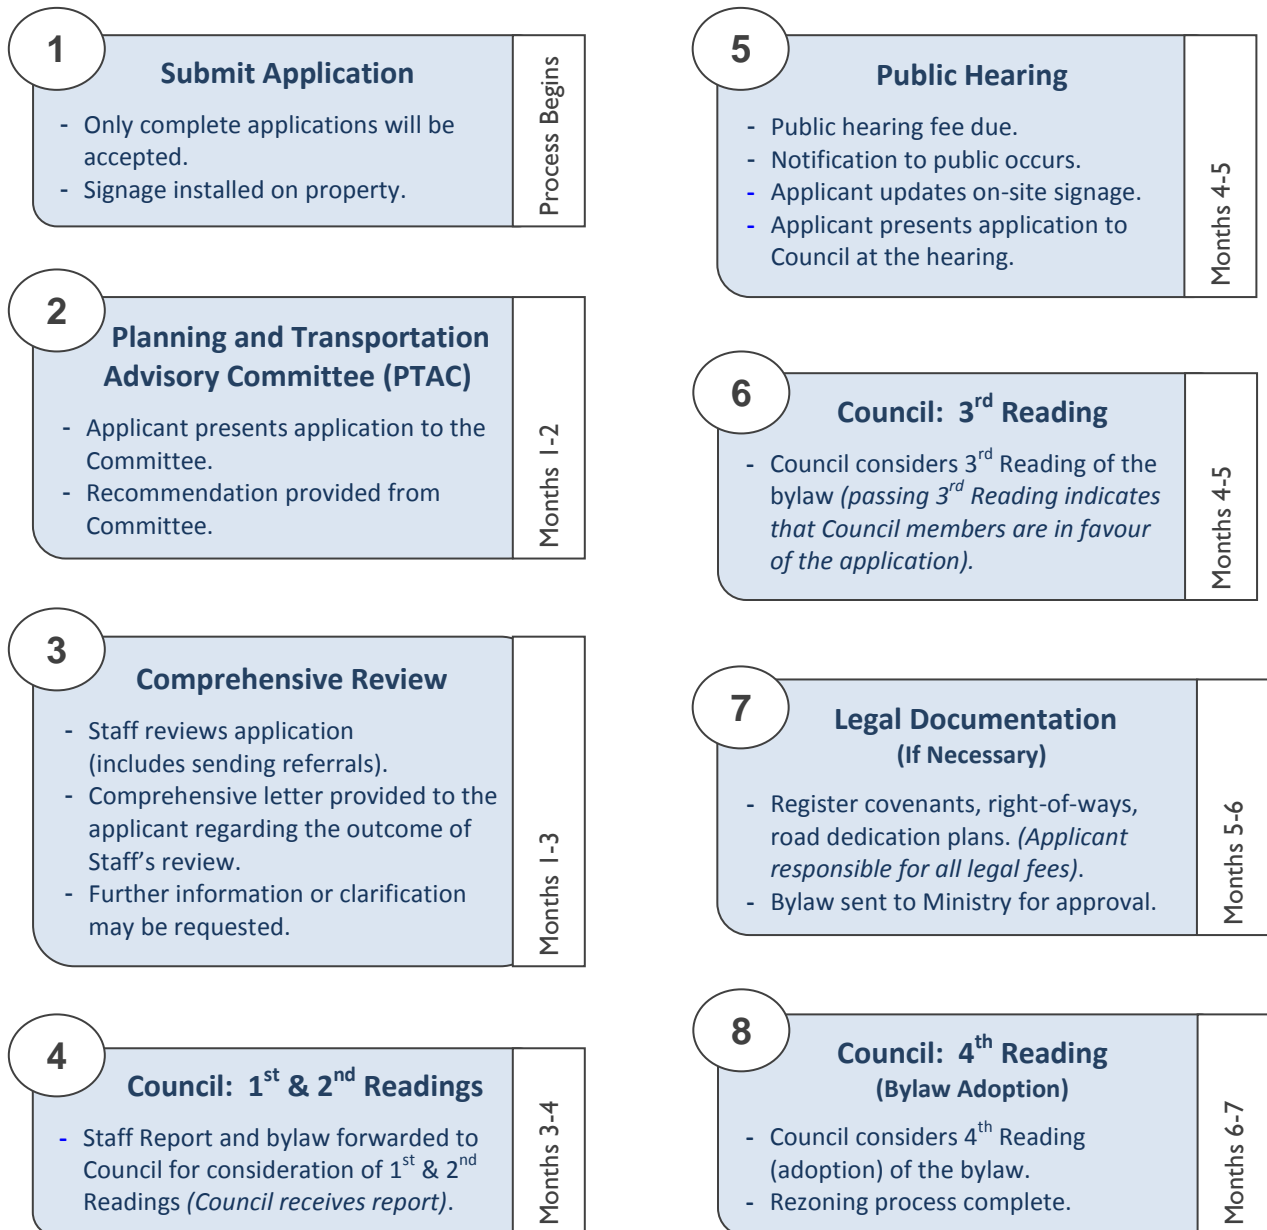 1
Submit Application
- Only complete applications will be
accepted.
- Signage installed on property.
Process Begins
2
Planning and Transportation
Advisory Committee (PTAC)
- Applicant presents application to the
Committee.
- Recommendation provided from
Committee.
Months 1-2
3
Comprehensive Review
- Staff reviews application
(includes sending referrals).
- Comprehensive letter provided to the
applicant regarding the outcome of
Staff’s review.
- Further information or clarification
may be requested.
Months 1-3
4
Council: 1st & 2nd Readings
- Staff Report and bylaw forwarded to
Council for consideration of 1st & 2nd
Readings (Council receives report).
Months 3-4
5
Public Hearing
- Public hearing fee due.
- Notification to public occurs.
- Applicant updates on-site signage.
- Applicant presents application to
Council at the hearing.
Months 4-5
6
Council: 3rd Reading
- Council considers 3rd Reading of the
bylaw (passing 3rd Reading indicates
that Council members are in favour
of the application).
Months 4-5
7
Legal Documentation
(If Necessary)
- Register covenants, right-of-ways,
road dedication plans. (Applicant
responsible for all legal fees).
- Bylaw sent to Ministry for approval.
Months 5-6
8
Council: 4th Reading
(Bylaw Adoption)
- Council considers 4th Reading
(adoption) of the bylaw.
- Rezoning process complete.
Months 6-7